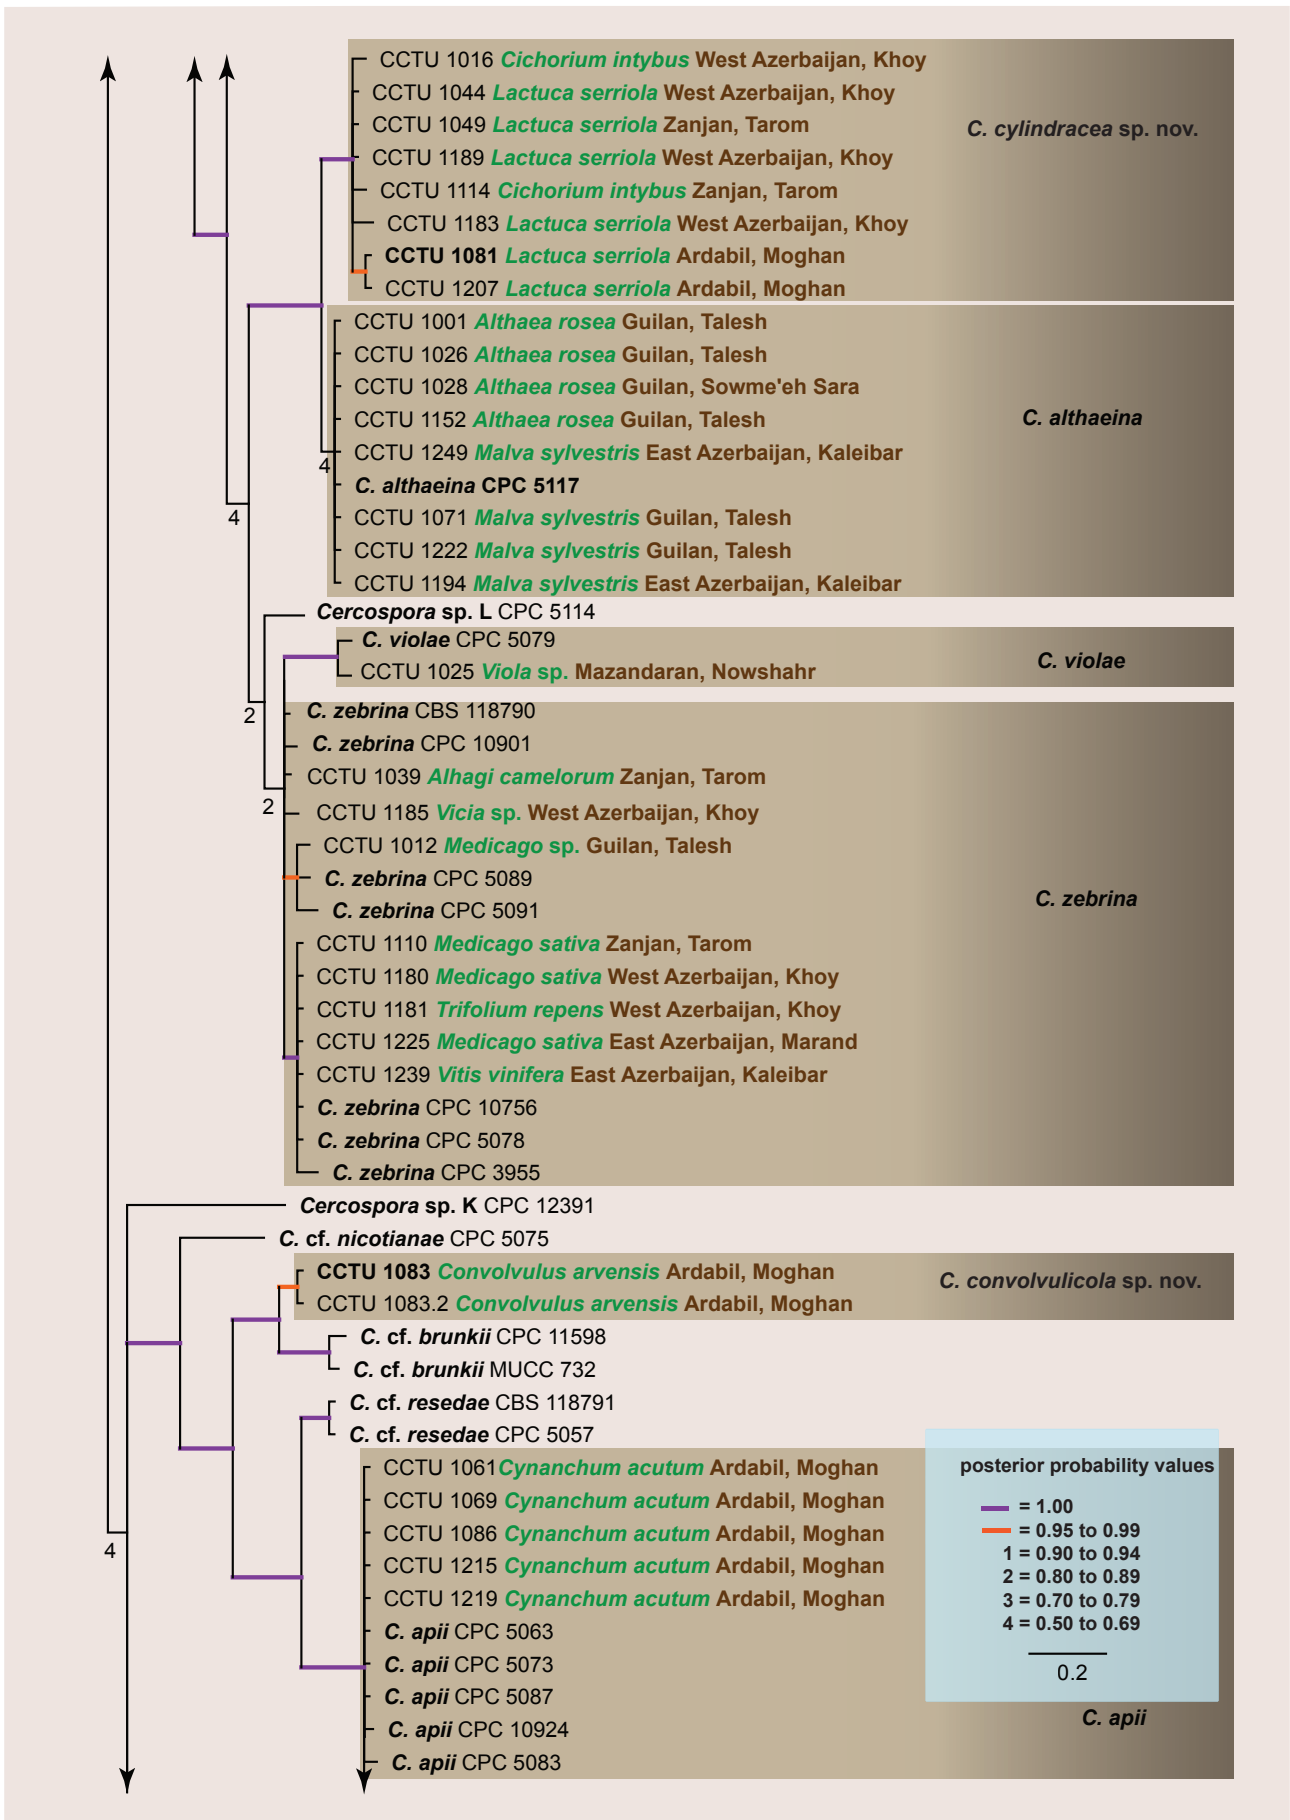 CCTU 1016 Cichorium intybus West Azerbaijan, Khoy
CCTU 1044 Lactuca serriola West Azerbaijan, Khoy
CCTU 1049 Lactuca serriola Zanjan, Tarom
C. cylindracea sp. nov.
CCTU 1189 Lactuca serriola West Azerbaijan, Khoy
CCTU 1114 Cichorium intybus Zanjan, Tarom
CCTU 1183 Lactuca serriola West Azerbaijan, Khoy
CCTU 1081 Lactuca serriola Ardabil, Moghan
CCTU 1207 Lactuca serriola Ardabil, Moghan
CCTU 1001 Althaea rosea Guilan, Talesh
CCTU 1026 Althaea rosea Guilan, Talesh
CCTU 1028 Althaea rosea Guilan, Sowme'eh Sara
CCTU 1152 Althaea rosea Guilan, Talesh
C. althaeina
CCTU 1249 Malva sylvestris East Azerbaijan, Kaleibar
4
C. althaeina CPC 5117
CCTU 1071 Malva sylvestris Guilan, Talesh
4
CCTU 1222 Malva sylvestris Guilan, Talesh
CCTU 1194 Malva sylvestris East Azerbaijan, Kaleibar
Cercospora sp. L CPC 5114
C. violae CPC 5079
C. violae
CCTU 1025 Viola sp. Mazandaran, Nowshahr
2
C. zebrina CBS 118790
C. zebrina CPC 10901
CCTU 1039 Alhagi camelorum Zanjan, Tarom
2
CCTU 1185 Vicia sp. West Azerbaijan, Khoy
CCTU 1012 Medicago sp. Guilan, Talesh
C. zebrina CPC 5089
C. zebrina
C. zebrina CPC 5091
CCTU 1110 Medicago sativa Zanjan, Tarom
CCTU 1180 Medicago sativa West Azerbaijan, Khoy
CCTU 1181 Trifolium repens West Azerbaijan, Khoy
CCTU 1225 Medicago sativa East Azerbaijan, Marand
CCTU 1239 Vitis vinifera East Azerbaijan, Kaleibar
C. zebrina CPC 10756
C. zebrina CPC 5078
C. zebrina CPC 3955
Cercospora sp. K CPC 12391
C. cf. nicotianae CPC 5075
CCTU 1083 Convolvulus arvensis Ardabil, Moghan
C. convolvulicola sp. nov.
CCTU 1083.2 Convolvulus arvensis Ardabil, Moghan
C. cf. brunkii CPC 11598
C. cf. brunkii MUCC 732
C. cf. resedae CBS 118791
C. cf. resedae CPC 5057
CCTU 1061 Cynanchum acutum Ardabil, Moghan
CCTU 1069 Cynanchum acutum Ardabil, Moghan
CCTU 1086 Cynanchum acutum Ardabil, Moghan
4
CCTU 1215 Cynanchum acutum Ardabil, Moghan
CCTU 1219 Cynanchum acutum Ardabil, Moghan
C. apii CPC 5063
C. apii CPC 5073
C. apii CPC 5087
C. apii CPC 10924
C. apii CPC 5083
posterior probability values
= 1.00
= 0.95 to 0.99
1 = 0.90 to 0.94
2 = 0.80 to 0.89
3 = 0.70 to 0.79
4 = 0.50 to 0.69
0.2
C. apii